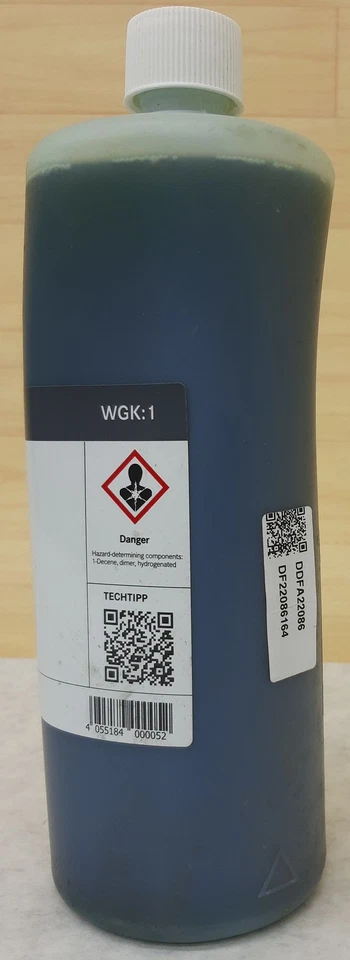 WGK:1
Danger
Hazard-determining components:
1-Decene, dimer, hydrogenated
TECHTIPP
4 055184 000052
DDFA22086
DF22086164